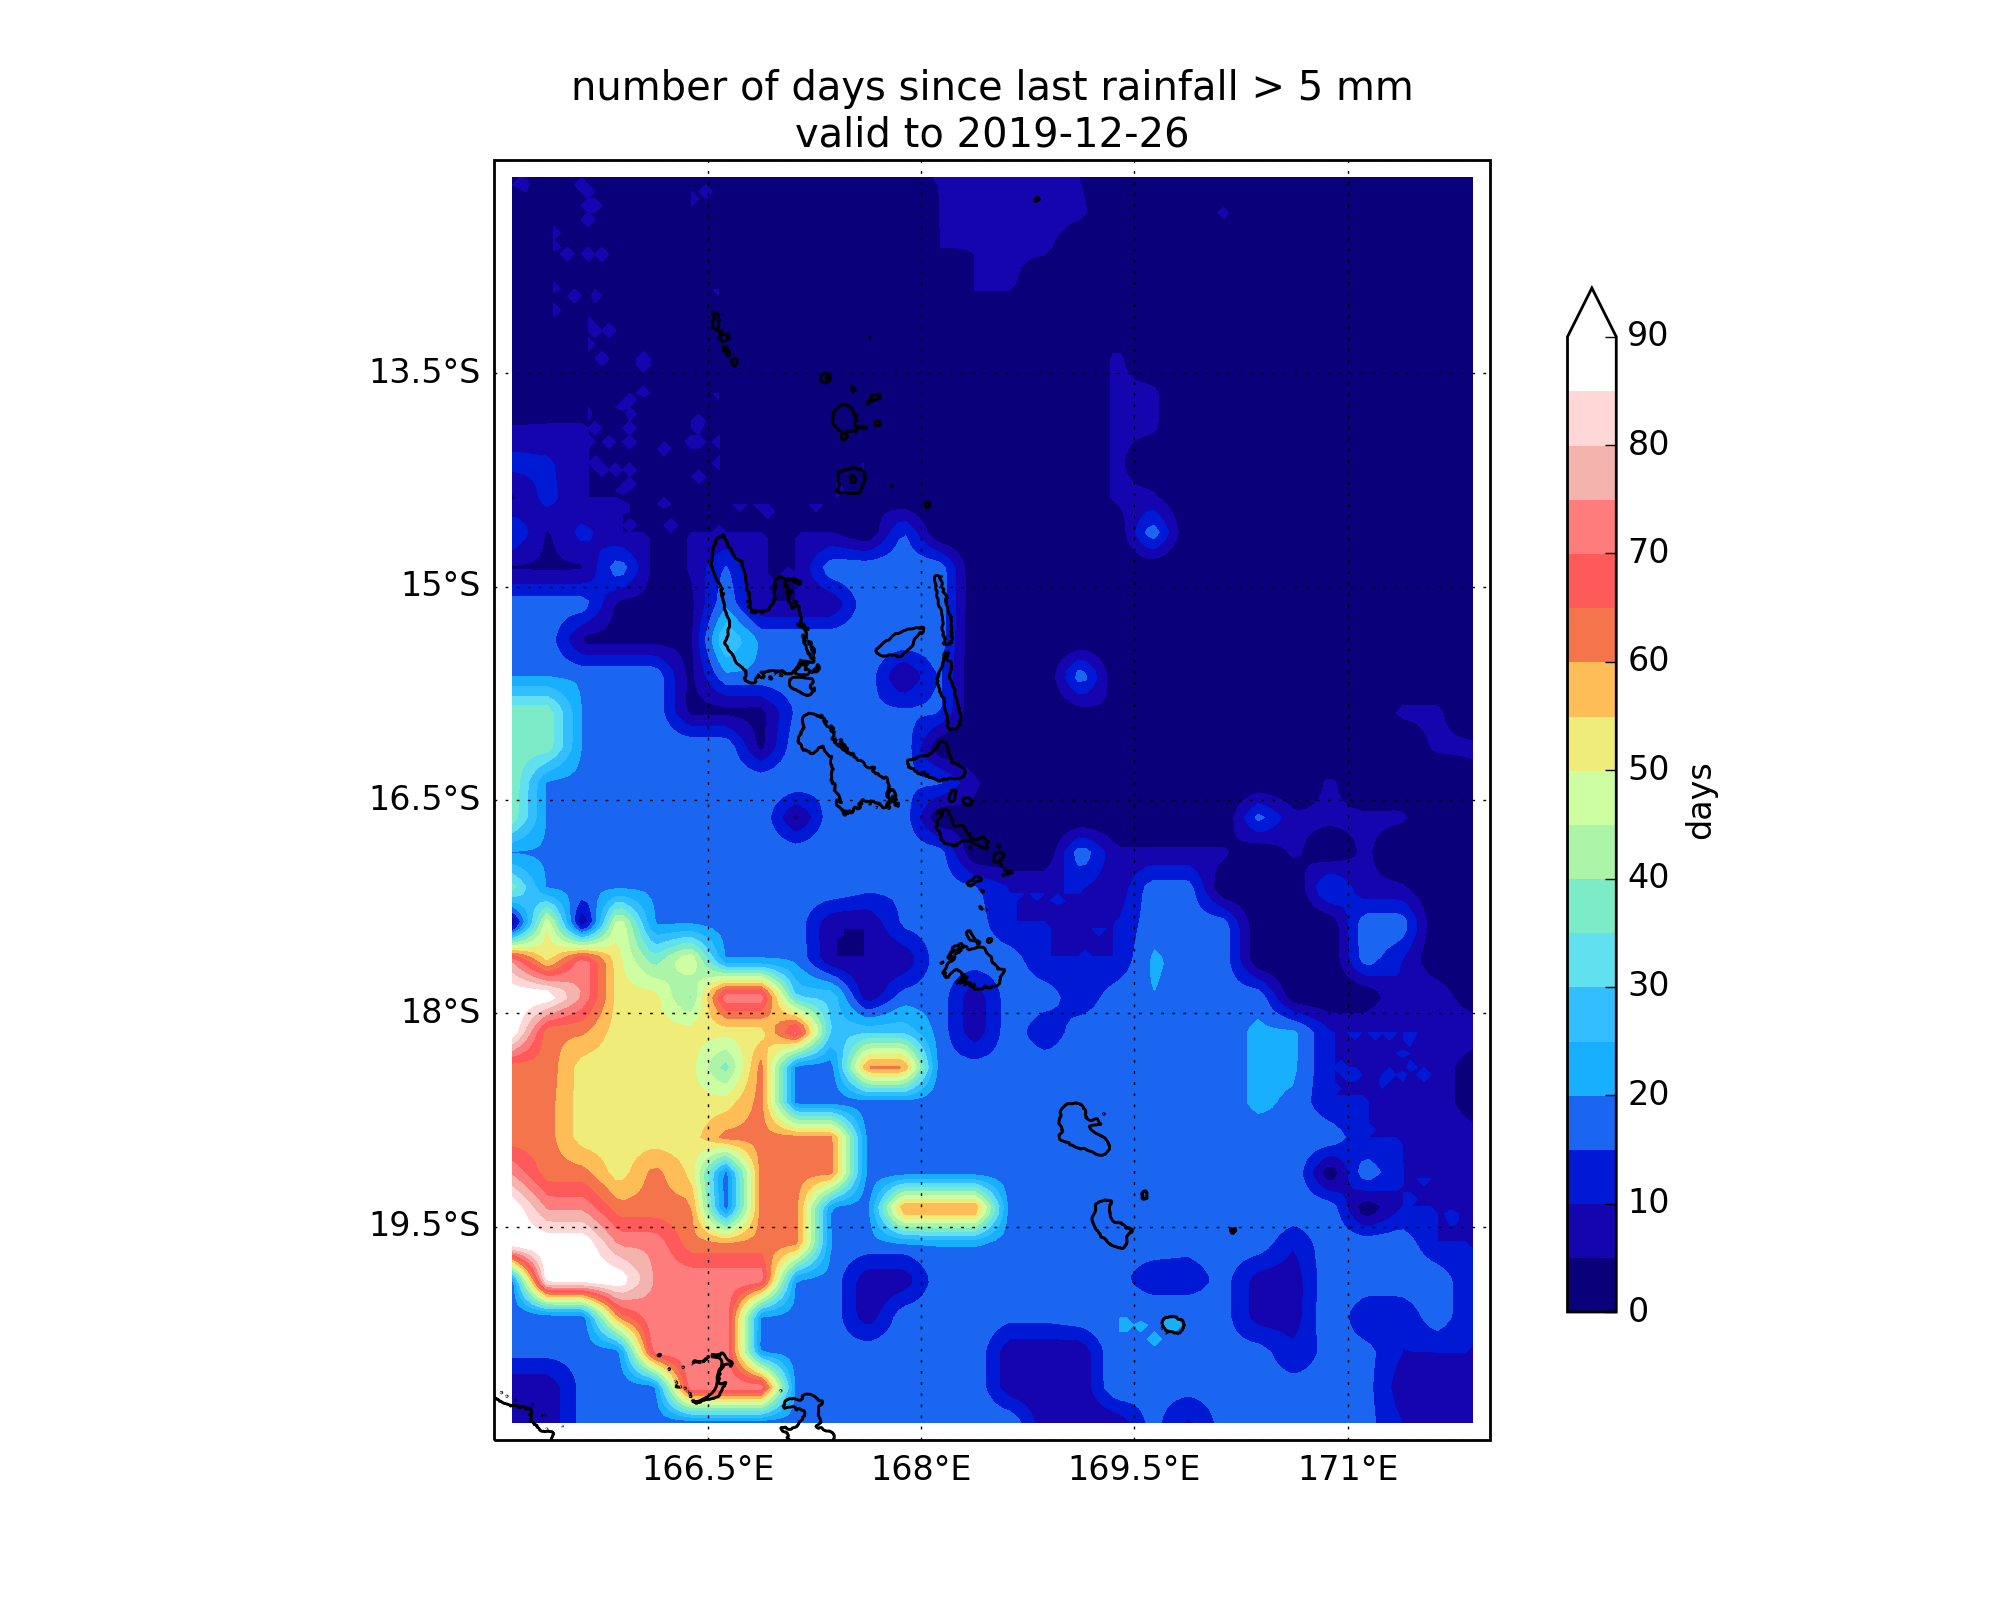 number of days since last rainfall > 5 mm
valid to 2019-12-26
13.5°S
15°S
16.5°S
18°S
19.5°S
166.5°E
168°E
169.5°E
171°E
90
80
70
60
50
40
30
20
10
0
days